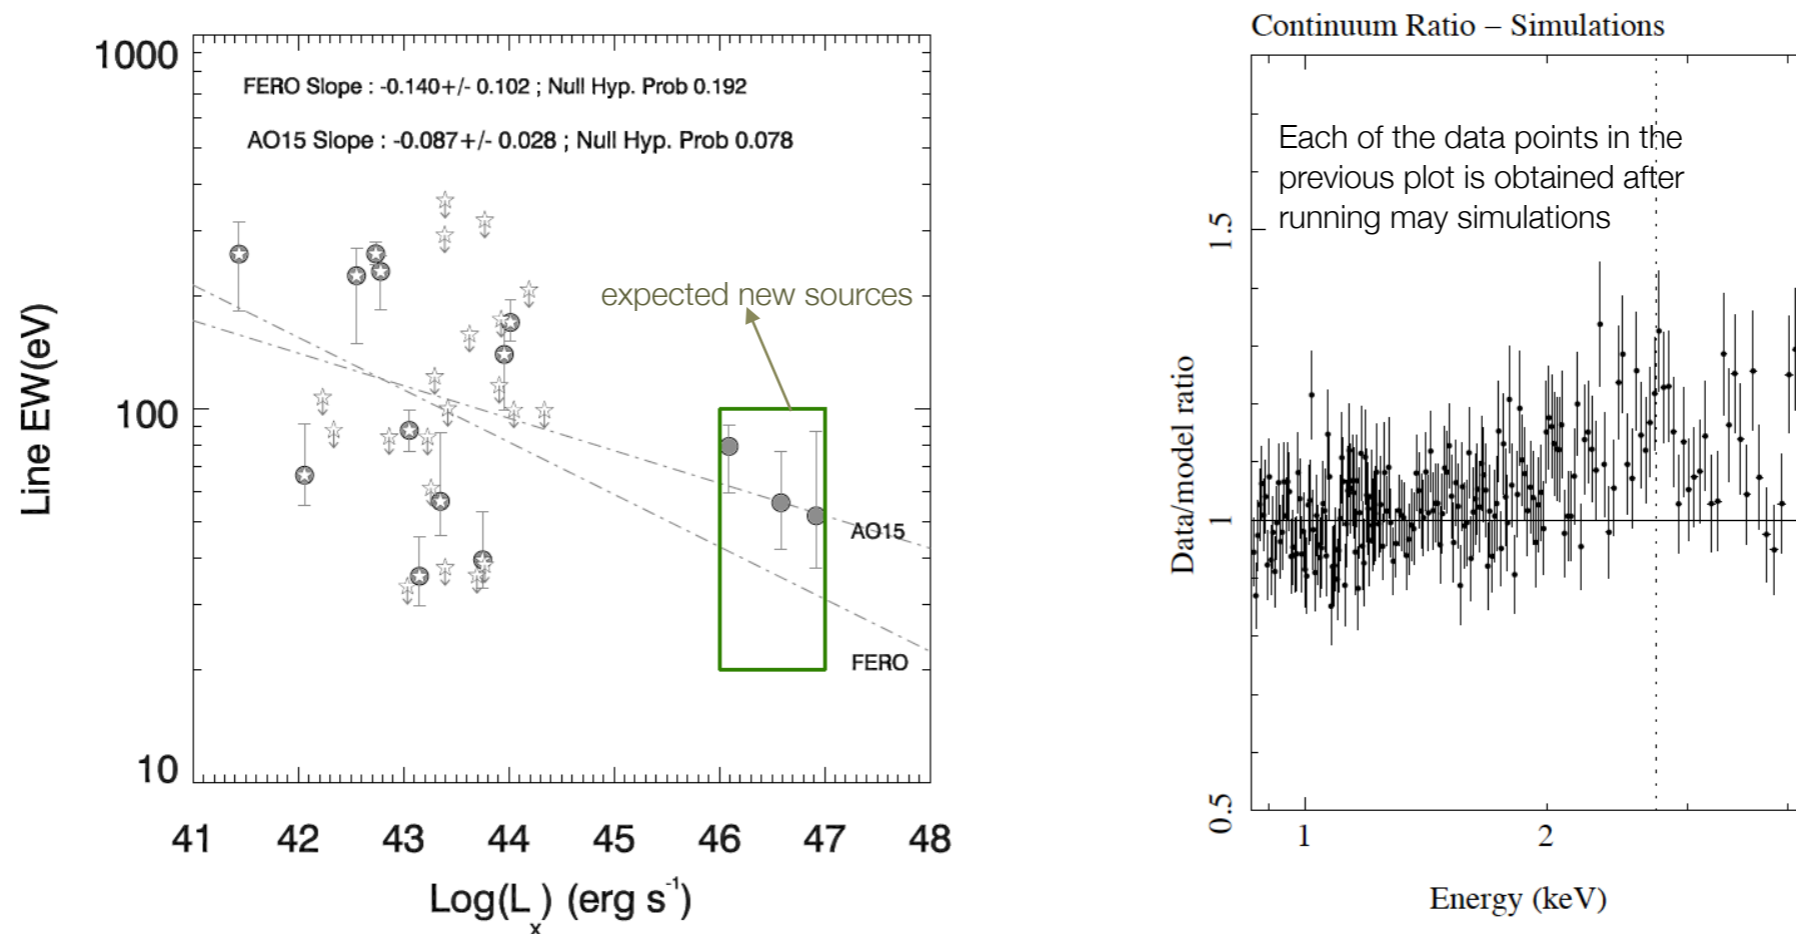 1000
FERO Slope : -0.140+/- 0.102 ; Null Hyp. Prob 0.192
AO15 Slope : -0.087+/- 0.028 ; Null Hyp. Prob 0.078
expected new sources
100
AO15
FERO
10
Line EW(eV)
41 42 43 44 45 46 47 48
Log(Lx) (erg s-1)
Continuum Ratio – Simulations
Each of the data points in the
previous plot is obtained after
running may simulations
1.5
1
0.5
Data/model ratio
1 2
Energy (keV)